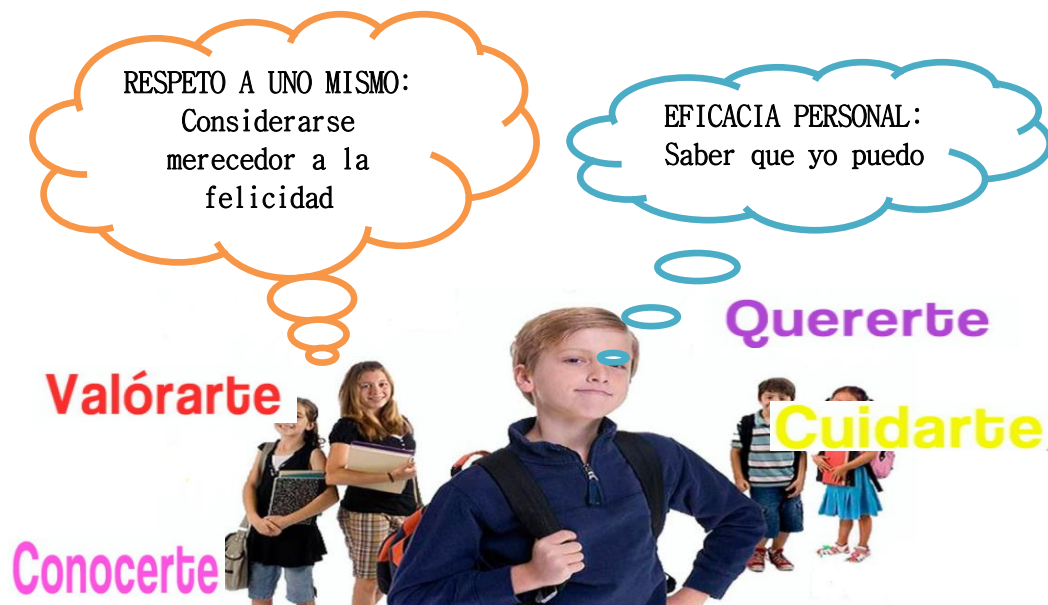 RESPETO A UNO MISMO:
Considerarse
merecedor a la
felicidad
EFICACIA PERSONAL:
Saber que yo puedo
Quererte
Valórarte
Cuidarte
Conocerte